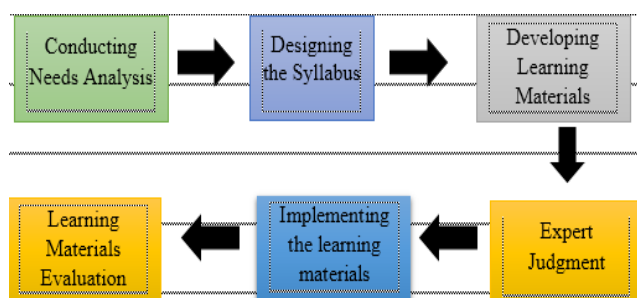 Conducting
Needs Analysis
Designing
the Syllabus
Developing
Learning
Materials
Expert
Judgment
Implementing
the learning
materials
Learning
Materials
Evaluation